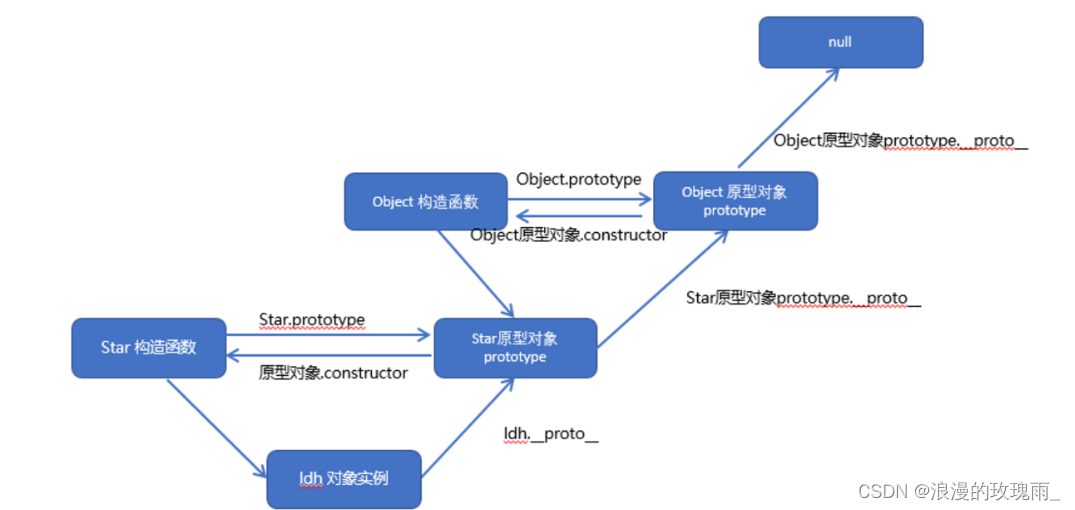 null
Object原型对象prototype.__proto__
Object.prototype
Object 构造函数
Object 原型对象
prototype
Object原型对象.constructor
Star原型对象prototype.__proto__
Star.prototype
Star 构造函数
Star原型对象
prototype
原型对象.constructor
ldh.__proto__
ldh 对象实例
CSDN @浪漫的玫瑰雨_